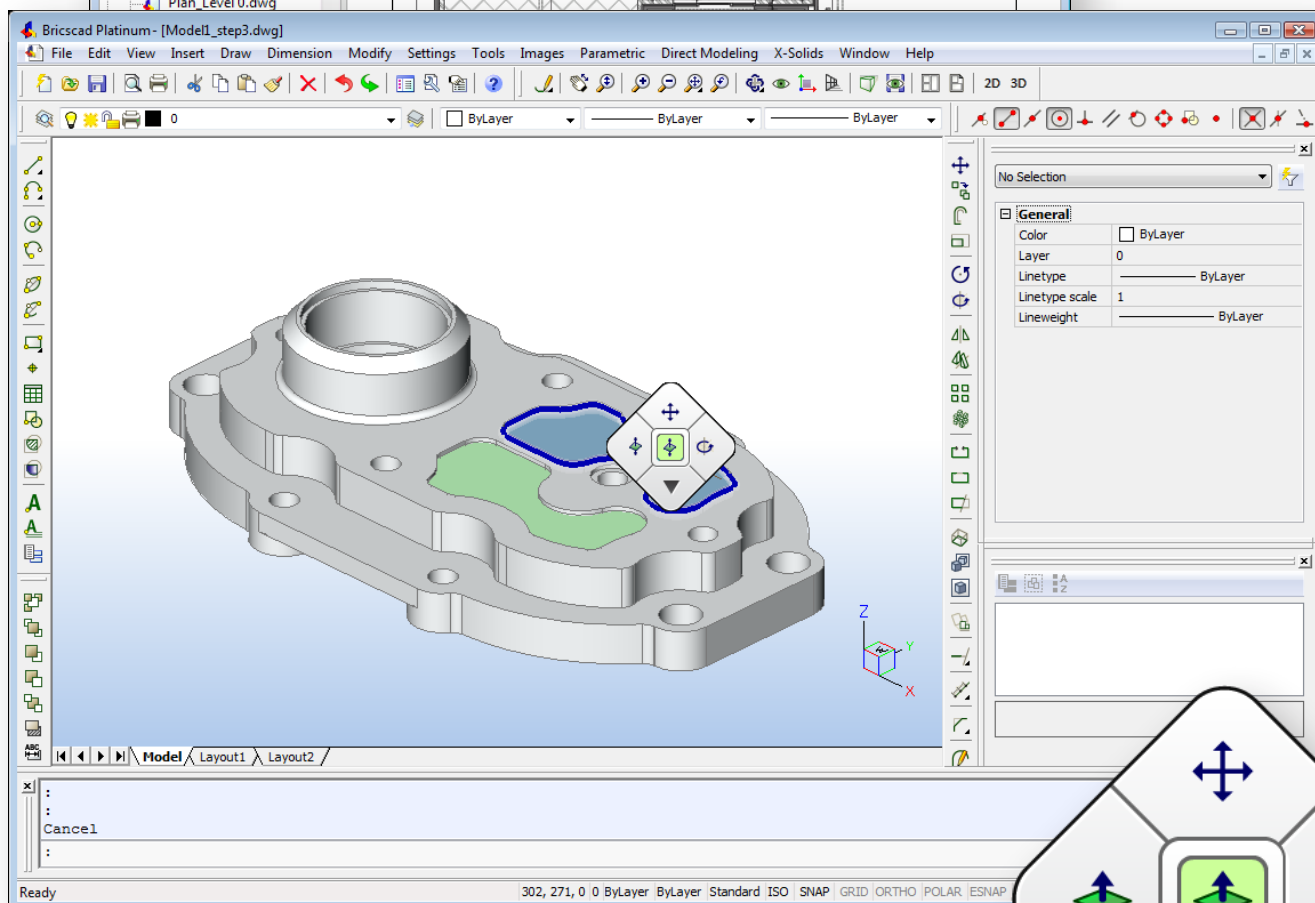 Plan_Level 0.dwg
Bricscad Platinum - [Model1_step3.dwg]
File Edit View Insert Draw Dimension Modify Settings Tools Images Parametric Direct Modeling X-Solids Window Help
2D 3D
0 ByLayer ByLayer ByLayer
No Selection
General
Color ByLayer
Layer 0
Linetype ByLayer
Linetype scale 1
Lineweight ByLayer
A
A
A
Z
Z
Y
X
ABC
Model Layout1 Layout2
:
:
Cancel
:
Ready 302, 271, 0 0 ByLayer ByLayer Standard ISO SNAP GRID ORTHO POLAR ESNAP